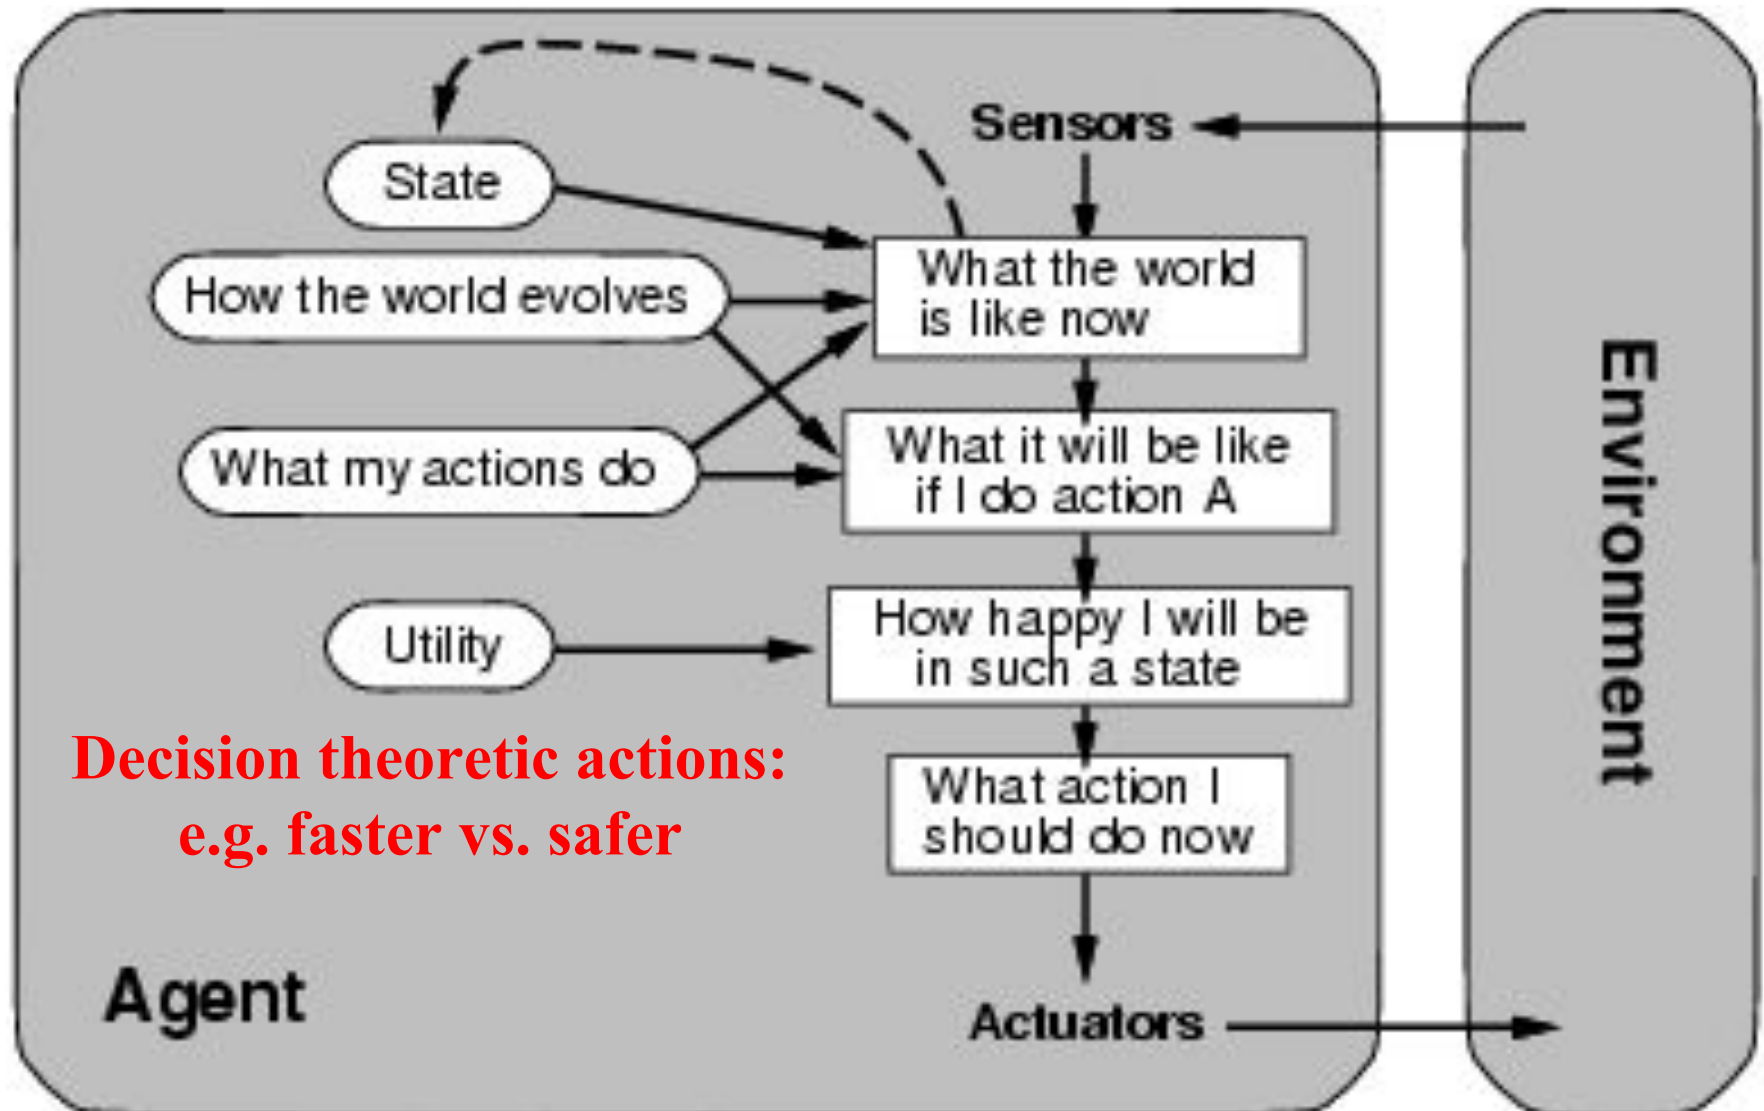 Sensors
State
What the world
is like now
How the world evolves
What my actions do
What it will be like
if I do action A
Utility
How happy I will be
in such a state
Decision theoretic actions:
e.g. faster vs. safer
What action I
should do now
Agent
Actuators
Environment